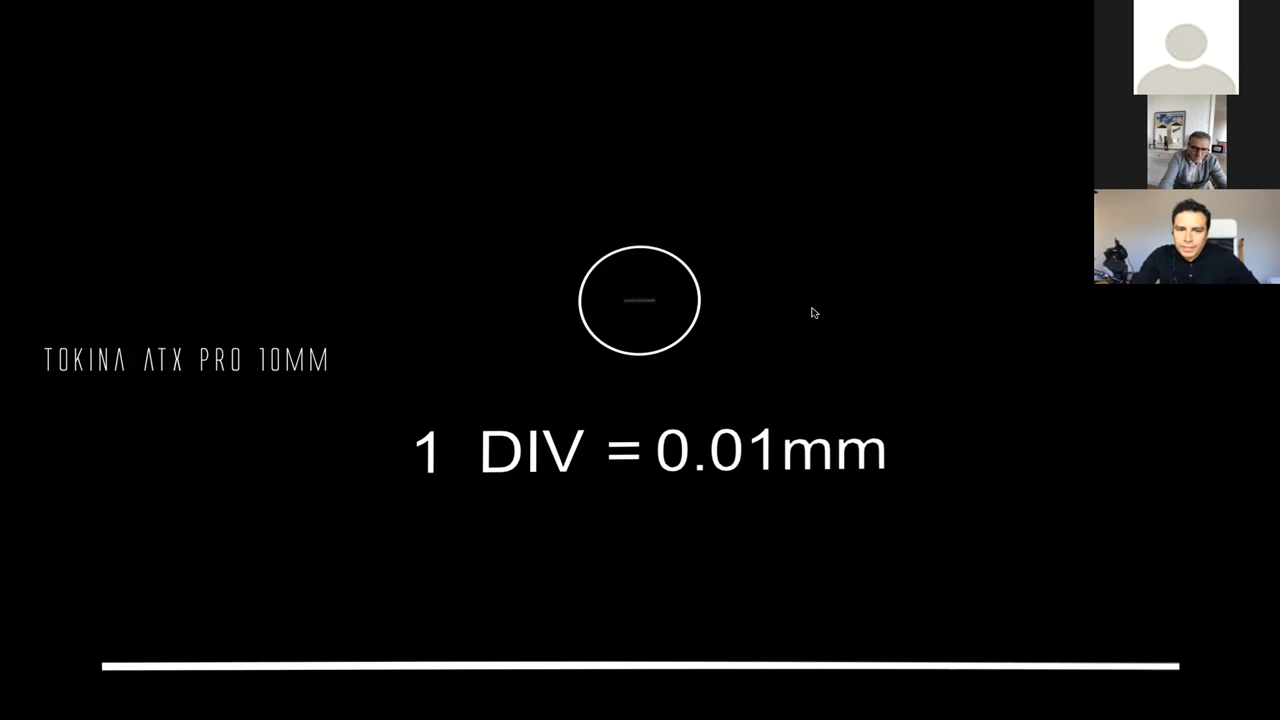 TOKINA ATX PRO 10MM
1 DIV = 0.01mm